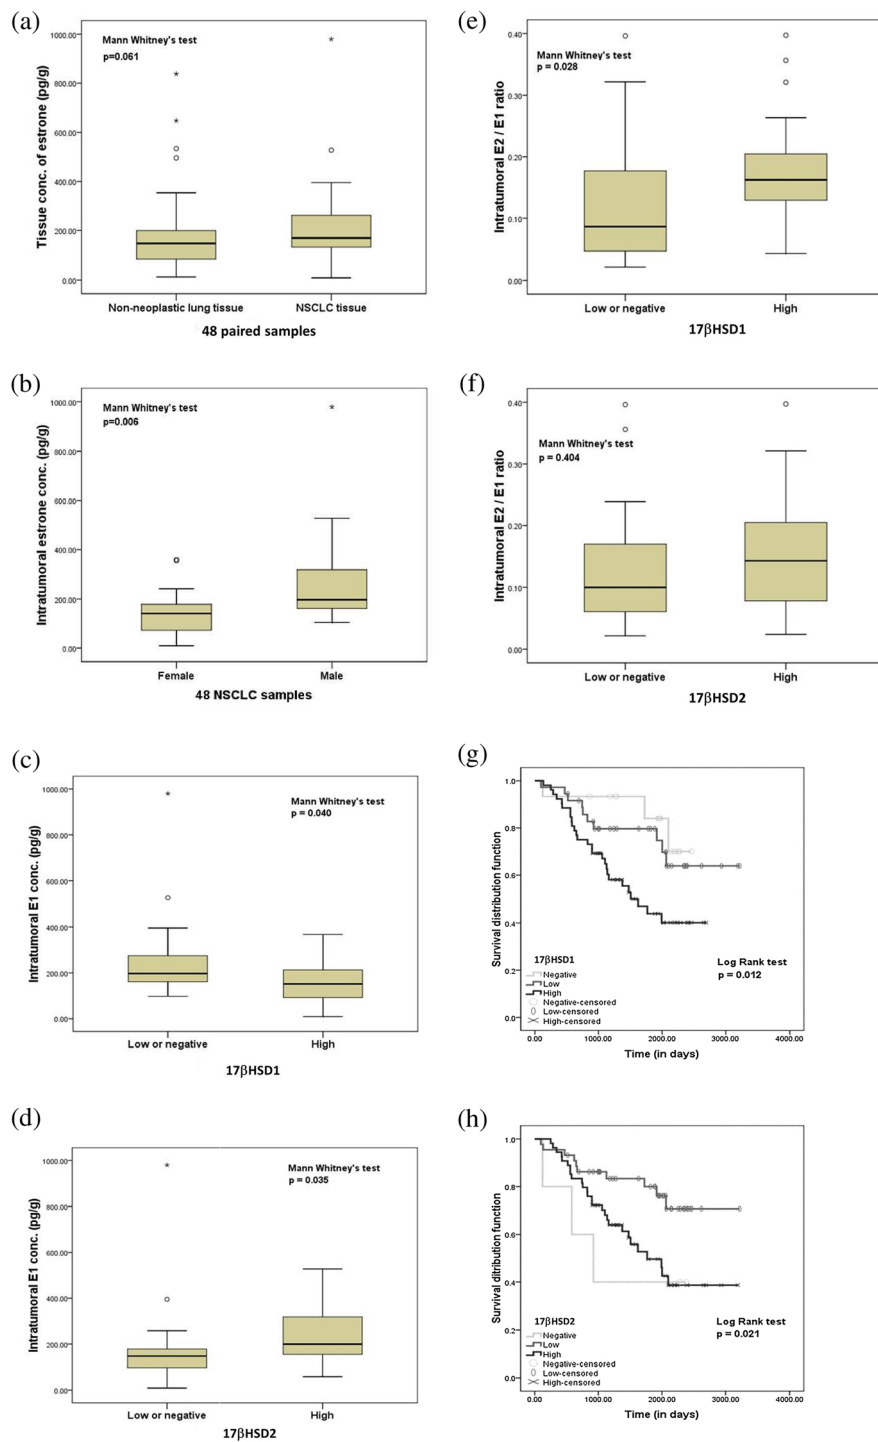 (a)
Mann Whitney's test
p=0.061
Tissue conc. of estrone (pg/g)
1000.00
800.00
600.00
400.00
200.00
0.00
Non-neoplastic lung tissue
NSCLC tissue
48 paired samples
(b)
Mann Whitney's test
p=0.006
Intratumoral estrone conc. (pg/g)
1000.00
800.00
600.00
400.00
200.00
0.00
Female
Male
48 NSCLC samples
(c)
Mann Whitney's test
p = 0.040
Intratumoral E1 conc. (pg/g)
1000.00
800.00
600.00
400.00
200.00
0.00
Low or negative
High
17βHSD1
(d)
Mann Whitney's test
p = 0.035
Intratumoral E1 conc. (pg/g)
1000.00
800.00
600.00
400.00
200.00
0.00
Low or negative
High
17βHSD2
(e)
Mann Whitney's test
p = 0.028
Intratumoral E2 / E1 ratio
0.40
0.30
0.20
0.10
0.00
Low or negative
High
17βHSD1
(f)
Mann Whitney's test
p = 0.404
Intratumoral E2 / E1 ratio
0.40
0.30
0.20
0.10
0.00
Low or negative
High
17βHSD2
(g)
Survival distribution function
1.0
0.8
0.6
0.4
0.2
0.0
17βHSD1
Negative
Low
High
Negative-censored
Low-censored
High-censored
Log Rank test
p = 0.012
0.00
1000.00
2000.00
3000.00
4000.00
Time (in days)
(h)
Survival ditribution function
1.0
0.8
0.6
0.4
0.2
0.0
17βHSD2
Negative
Low
High
Negative-censored
Low-censored
High-censored
Log Rank test
p = 0.021
0.00
1000.00
2000.00
3000.00
4000.00
Time (in days)